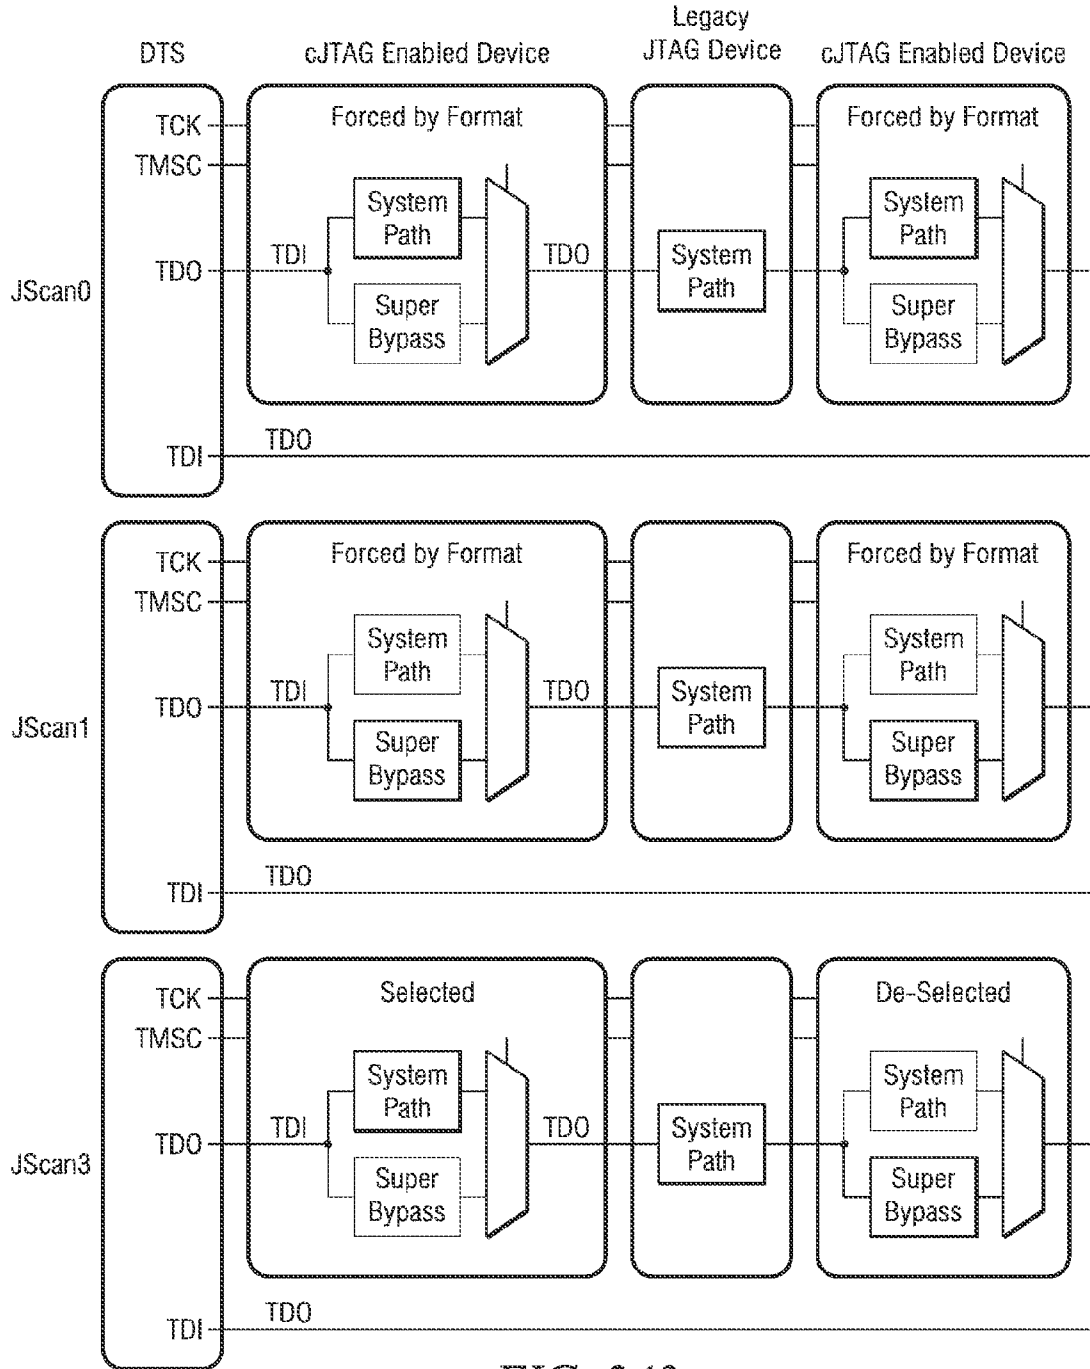 Legacy
DTS cJTAG Enabled Device JTAG Device cJTAG Enabled Device
TCK Forced by Format Forced by Format
TMSC
System
Path
System
Path
TDO TDI TDO System
Path
JScan0
Super
Bypass
Super
Bypass
TDO
TDI
TCK Forced by Format Forced by Format
TMSC
System
Path
System
Path
TDO TDI TDO System
Path
JScan1
Super
Bypass
Super
Bypass
TDO
TDI
TCK Selected De-Selected
TMSC
System
Path
System
Path
TDO TDI TDO System
Path
JScan3
Super
Bypass
Super
Bypass
TDO
TDI